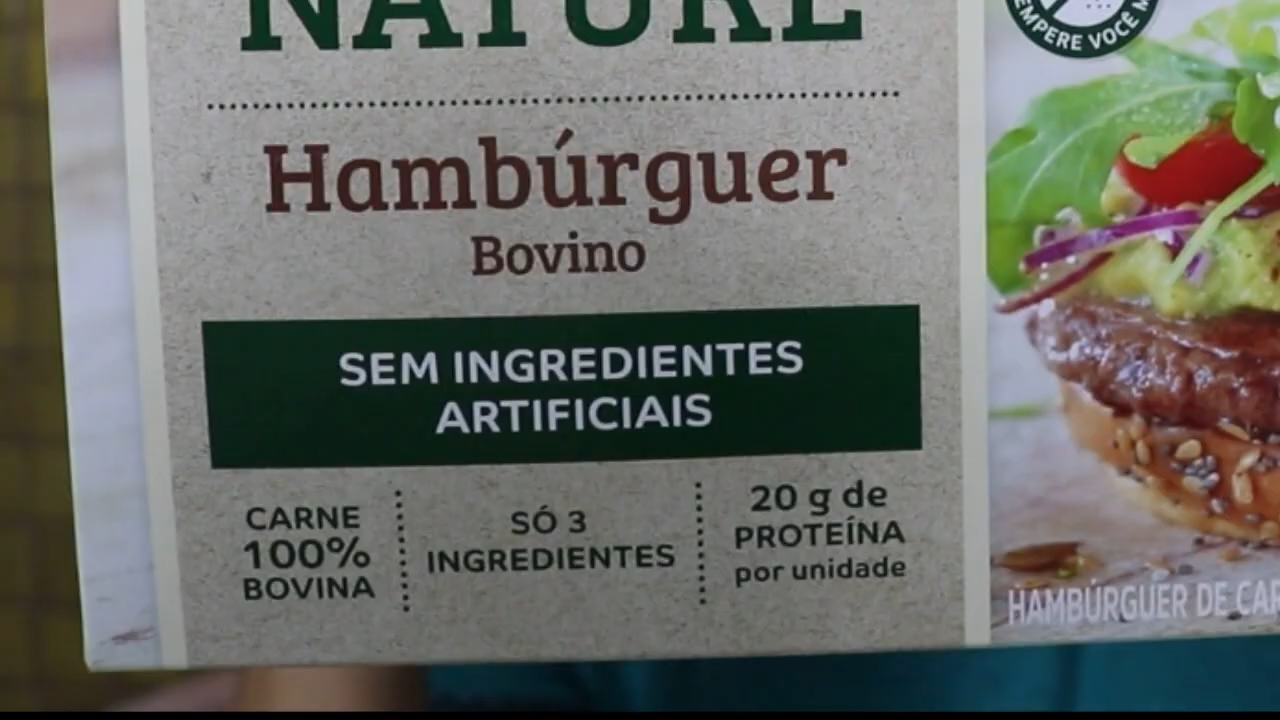 NATURE
EMPERE VOCÊ M
Hambúrguer
Bovino
SEM INGREDIENTES
ARTIFICIAIS
CARNE
100%
BOVINA
SÓ 3
INGREDIENTES
20 g de
PROTEÍNA
por unidade
HAMBÚRGUER DE CAR